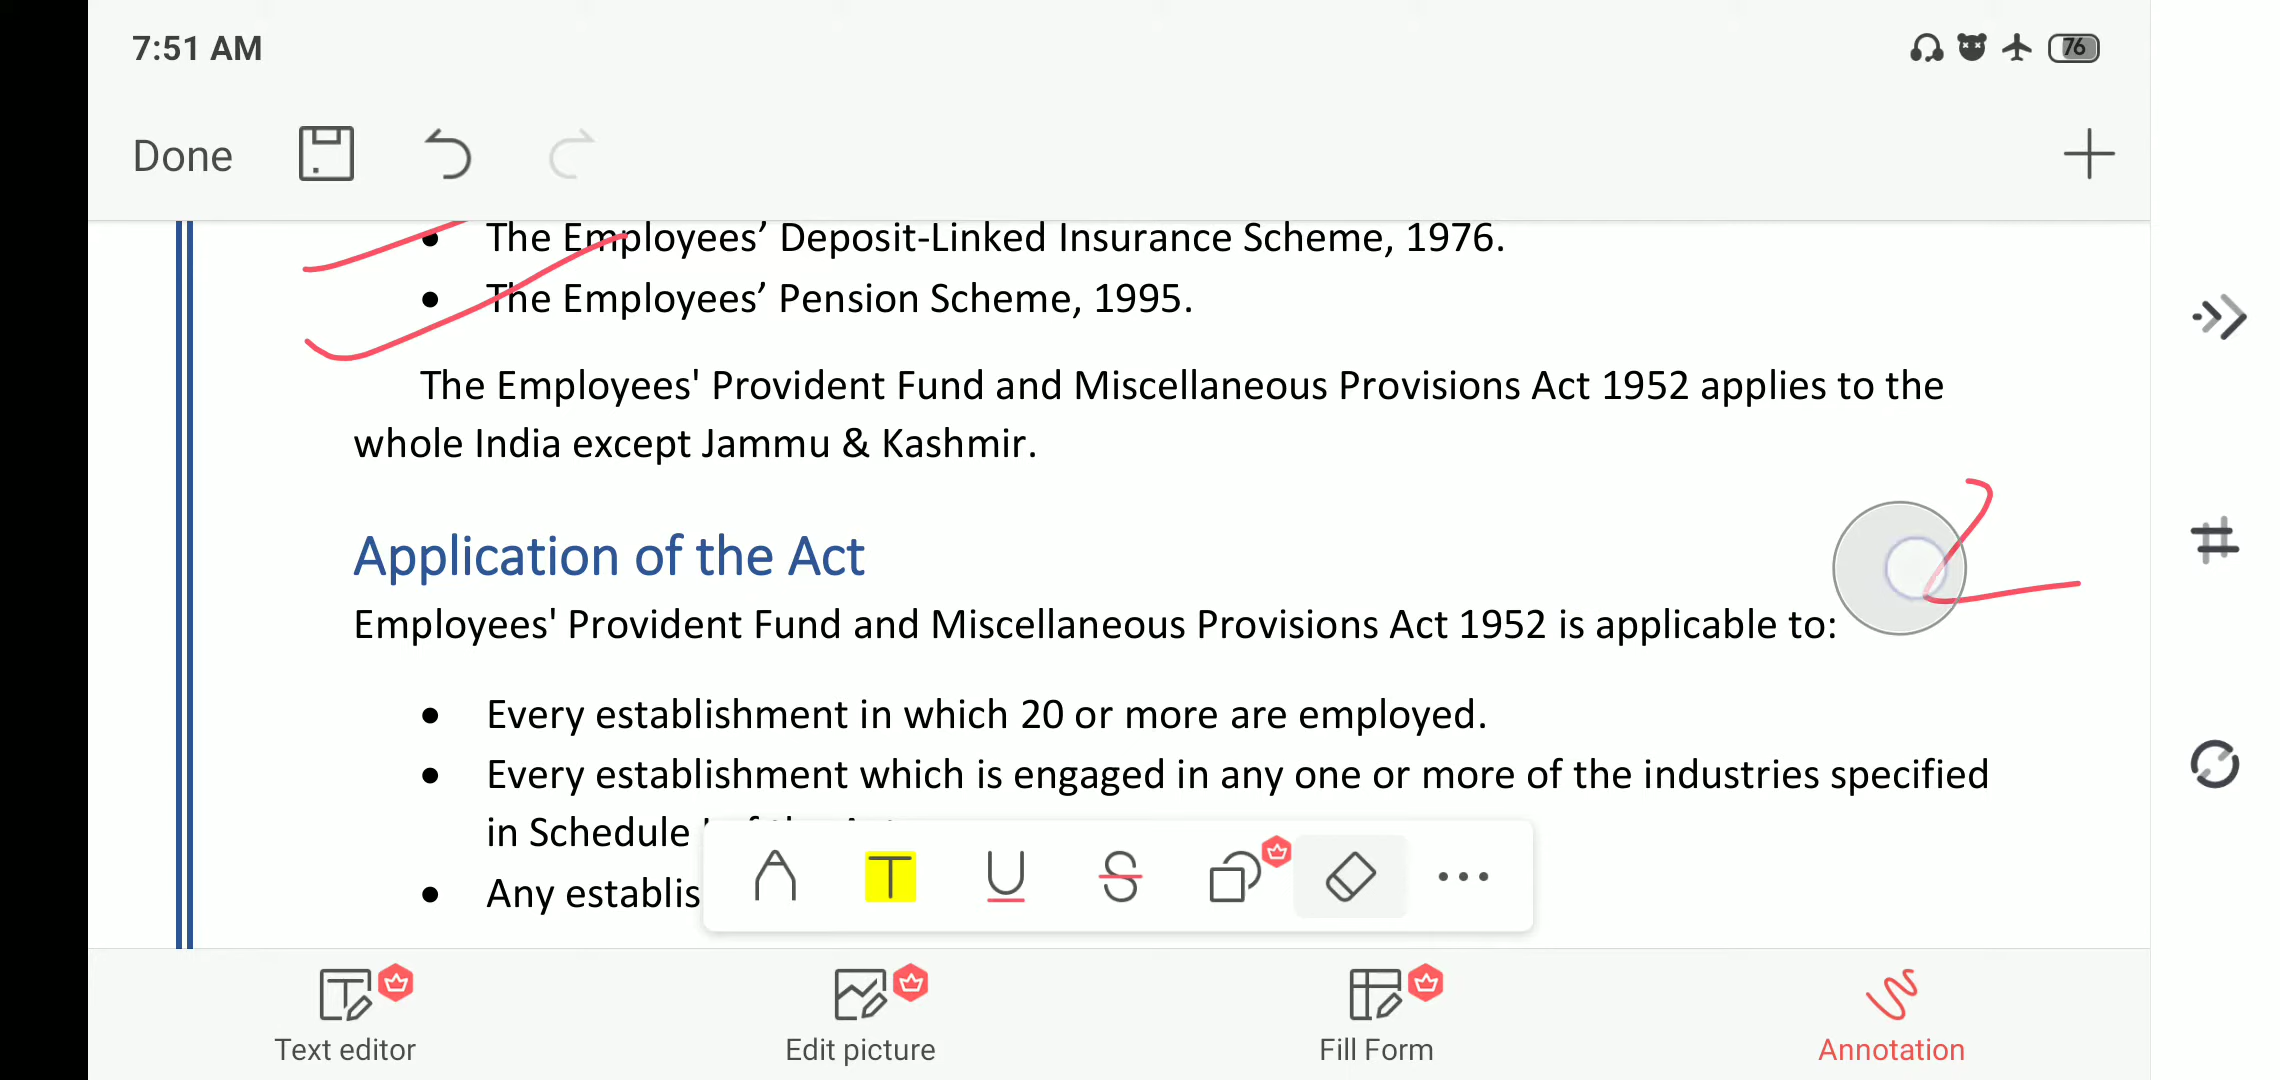 7:51 AM
76
Done
• The Employees’ Deposit-Linked Insurance Scheme, 1976.
• The Employees’ Pension Scheme, 1995.
The Employees' Provident Fund and Miscellaneous Provisions Act 1952 applies to the
whole India except Jammu & Kashmir.
Application of the Act
Employees' Provident Fund and Miscellaneous Provisions Act 1952 is applicable to:
• Every establishment in which 20 or more are employed.
• Every establishment which is engaged in any one or more of the industries specified
in Schedule
• Any establis
T U S
Text editor
Edit picture
Fill Form
Annotation